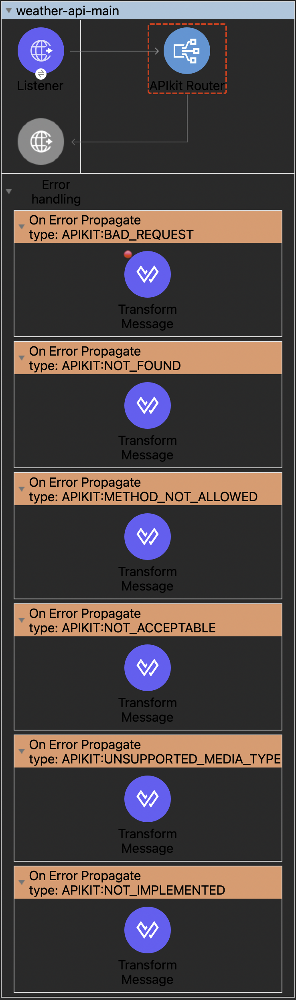 weather-api-main
Listener
APIkit Router
Error
handling
On Error Propagate
type: APIKIT:BAD_REQUEST
Transform
Message
On Error Propagate
type: APIKIT:NOT_FOUND
Transform
Message
On Error Propagate
type: APIKIT:METHOD_NOT_ALLOWED
Transform
Message
On Error Propagate
type: APIKIT:NOT_ACCEPTABLE
Transform
Message
On Error Propagate
type: APIKIT:UNSUPPORTED_MEDIA_TYPE
Transform
Message
On Error Propagate
type: APIKIT:NOT_IMPLEMENTED
Transform
Message